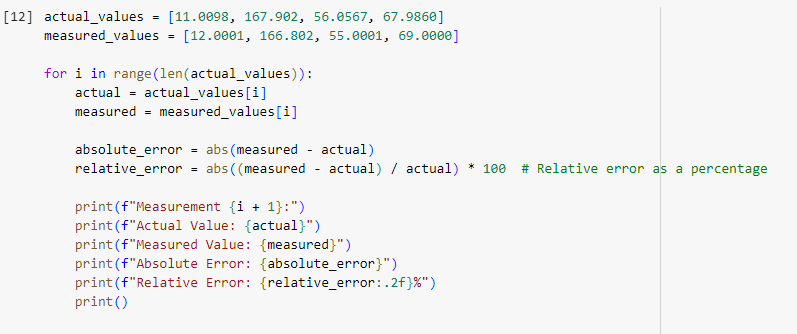 [12] actual_values = [11.0098, 167.902, 56.0567, 67.9860]
measured_values = [12.0001, 166.802, 55.0001, 69.0000]
for i in range(len(actual_values)):
actual = actual_values[i]
measured = measured_values[i]
absolute_error = abs(measured - actual)
relative_error = abs((measured - actual) / actual) * 100  # Relative error as a percentage
print(f"Measurement {i + 1}:")
print(f"Actual Value: {actual}")
print(f"Measured Value: {measured}")
print(f"Absolute Error: {absolute_error}")
print(f"Relative Error: {relative_error:.2f}%")
print()